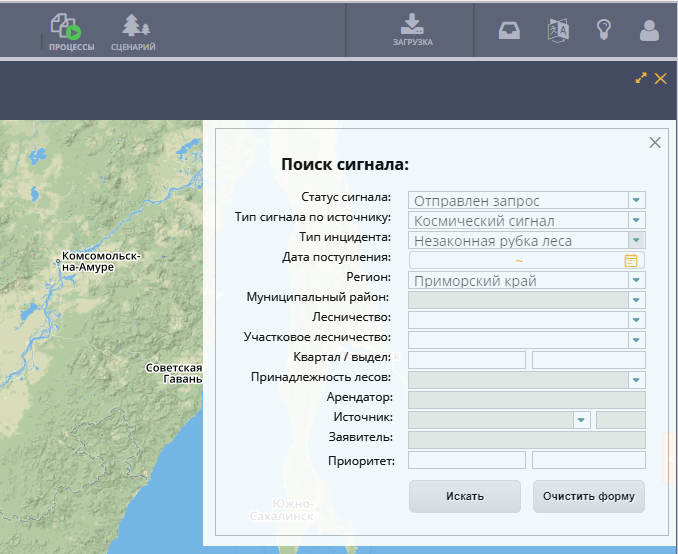 ПРОЦЕССЫ
СЦЕНАРИЙ
ЗАГРУЗКА
Комсомольск-
на-Амуре
Советская
Гавань
Поиск сигнала:
Статус сигнала: Отправлен запрос
Тип сигнала по источнику: Космический сигнал
Тип инцидента: Незаконная рубка леса
Дата поступления: ~
Регион: Приморский край
Муниципальный район:
Лесничество:
Участковое лесничество:
Квартал / выдел:
Принадлежность лесов:
Арендатор:
Источник:
Заявитель:
Приоритет:
Искать
Очистить форму
Южно-
Сахалинск